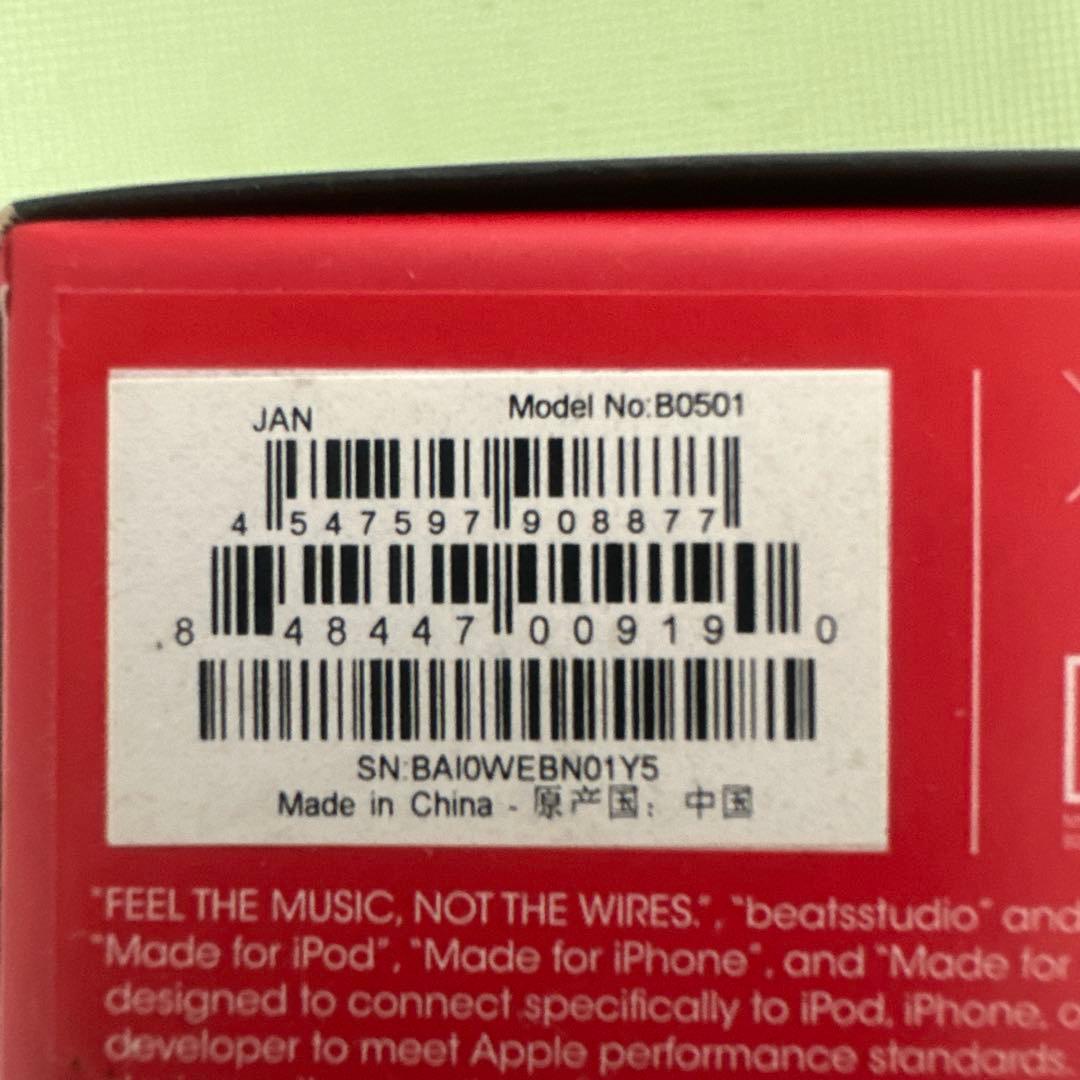 JAN
Model No:B0501
4 547597 908877
8 48447 00919 0
SN:BAI0WEBN01Y5
Made in China - 原产国：中国
"FEEL THE MUSIC, NOT THE WIRES.", "beatsstudio" and
"Made for iPod", "Made for iPhone", and "Made for
designed to connect specifically to iPod, iPhone,
developer to meet Apple performance standards.